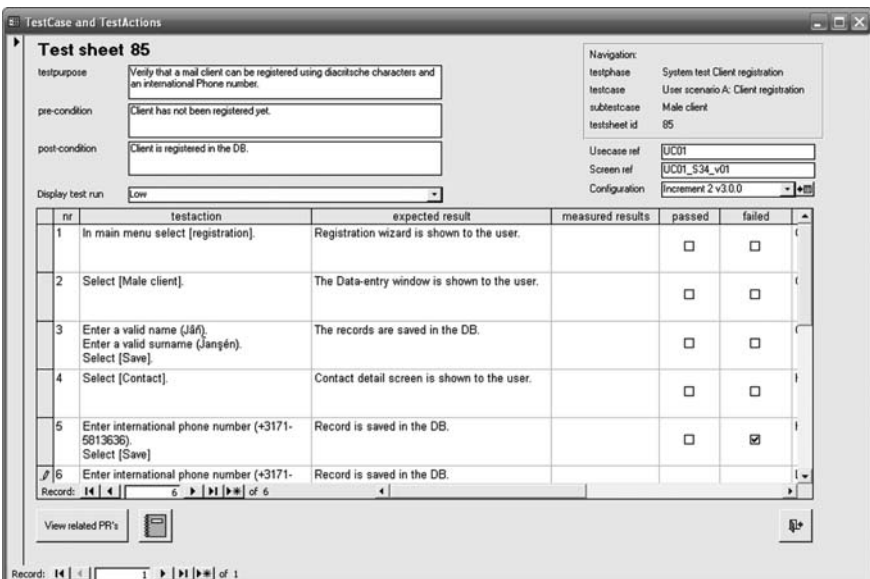 TestCase and TestActions
Test sheet 85
testpurpose
Verify that a mail client can be registered using diacritsche characters and
an international Phone number.
pre-condition
Client has not been registered yet.
post-condition
Client is registered in the DB.
Display test run
Low
Navigation:
testphase System test Client registration
testcase User scenario A: Client registration
subtestcase Male client
testsheet id 85
Usecase ref UC01
Screen ref UC01_S34_v01
Configuration Increment 2 v3.0.0
nr testaction expected result measured results passed failed
1 In main menu select [registration]. Registration wizard is shown to the user.
2 Select [Male client]. The Data-entry window is shown to the user.
3 Enter a valid name (Jâñ). The records are saved in the DB.
Enter a valid surname
Select [Save].
4 Select [Contact]. Contact detail screen is shown to the user.
5 Enter international phone number (+3171- Record is saved in the DB.
5813636).
Select [Save]
6 Enter international phone number (+3171- Record is saved in the DB.
Record: 6 of 6
View related PR's
Record: 1 of 1